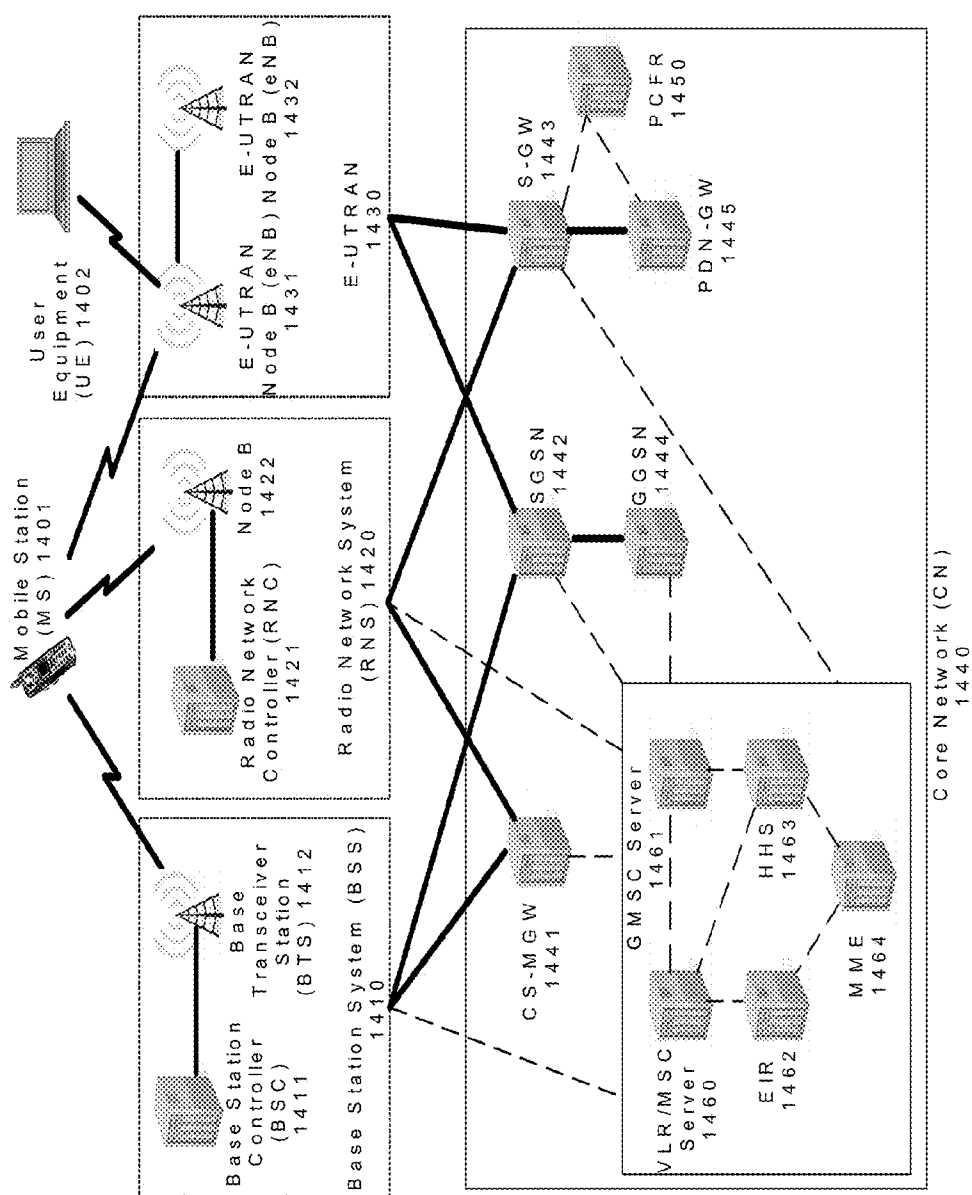 Mobile Station
(MS) 1401
User
Equipment
(UE) 1402
Base Station
Controller
(BSC)
1411
Base
Transceiver
Station
(BTS) 1412
Base Station System (BSS)
1410
Radio Network
Controller (RNC)
1421
Node B
1422
Radio Network System
(RNS) 1420
E-UTRAN
Node B (eNB)
1431
E-UTRAN
Node B (eNB)
1432
E-UTRAN
1430
CS-MGW
1441
SGSN
1442
GGSN
1444
S-GW
1443
PDN-GW
1445
PCFR
1450
VLR/MSC
Server
1460
GMSC Server
1461
EIR
1462
HHS
1463
MME
1464
Core Network (CN)
1440